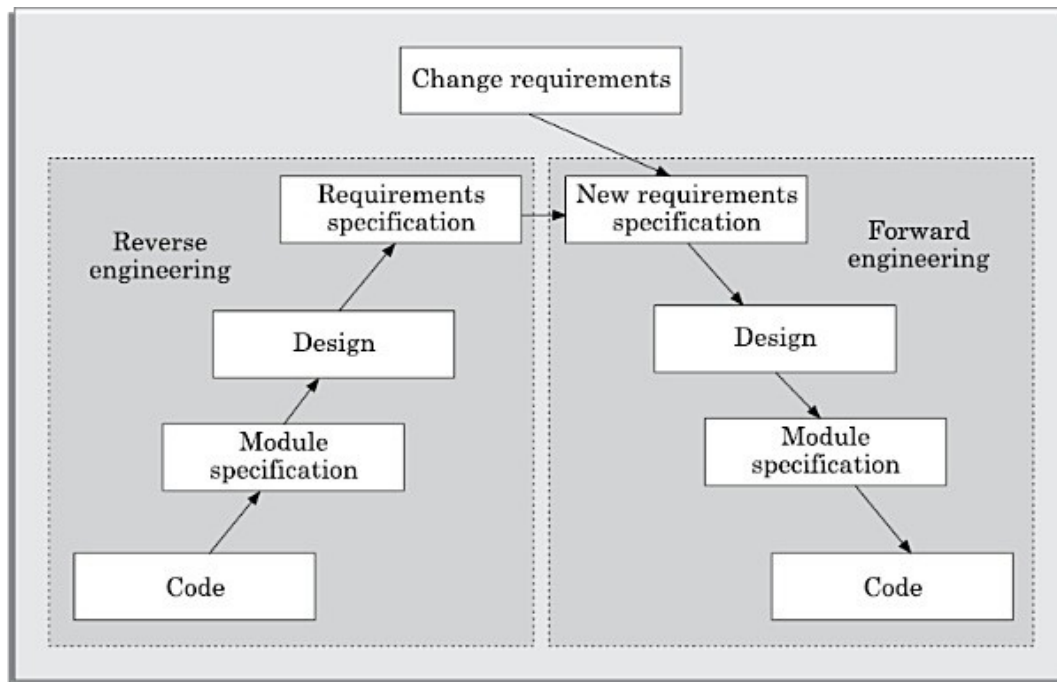 Change requirements
Requirements
specification
New requirements
specification
Reverse
engineering
Forward
engineering
Design
Design
Module
specification
Module
specification
Code
Code